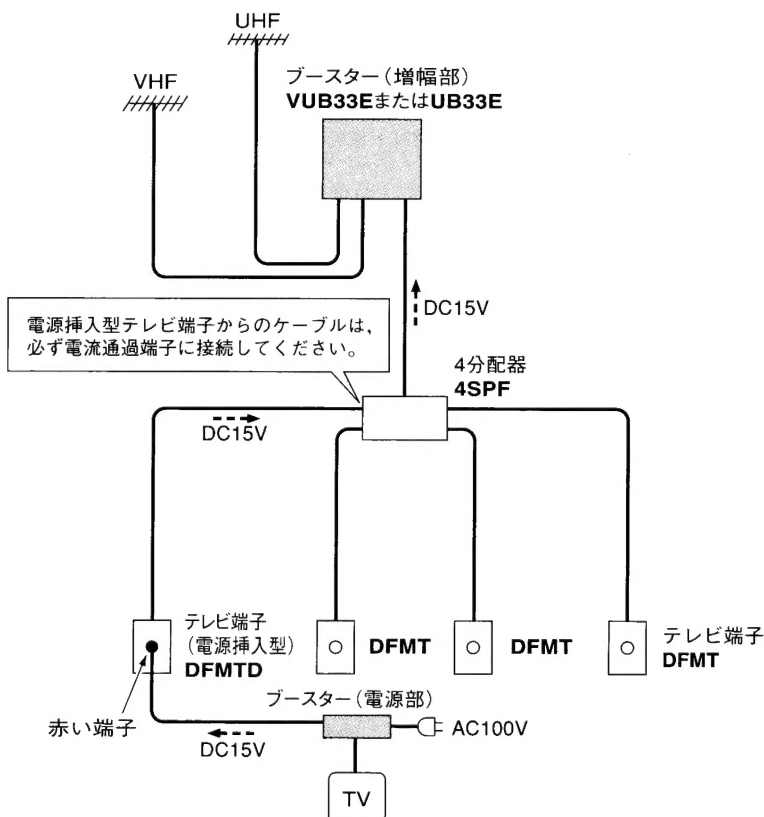 UHF
VHF
ブースター（増幅部）
VUB33EまたはUB33E
DC15V
電源挿入型テレビ端子からのケーブルは，
必ず電流通過端子に接続してください。
4分配器
4SPF
DC15V
テレビ端子
（電源挿入型）
DFMTD
DFMT
DFMT
テレビ端子
DFMT
赤い端子
ブースター（電源部）
AC100V
DC15V
TV